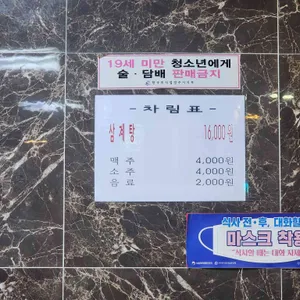 19세 미만 청소년에게
술·담배 판매금지
- 차림표 -
삼계탕 16,000원
맥주 4,000원
소주 4,000원
음료 2,000원
식사 전·후, 대화할
마스크 착용